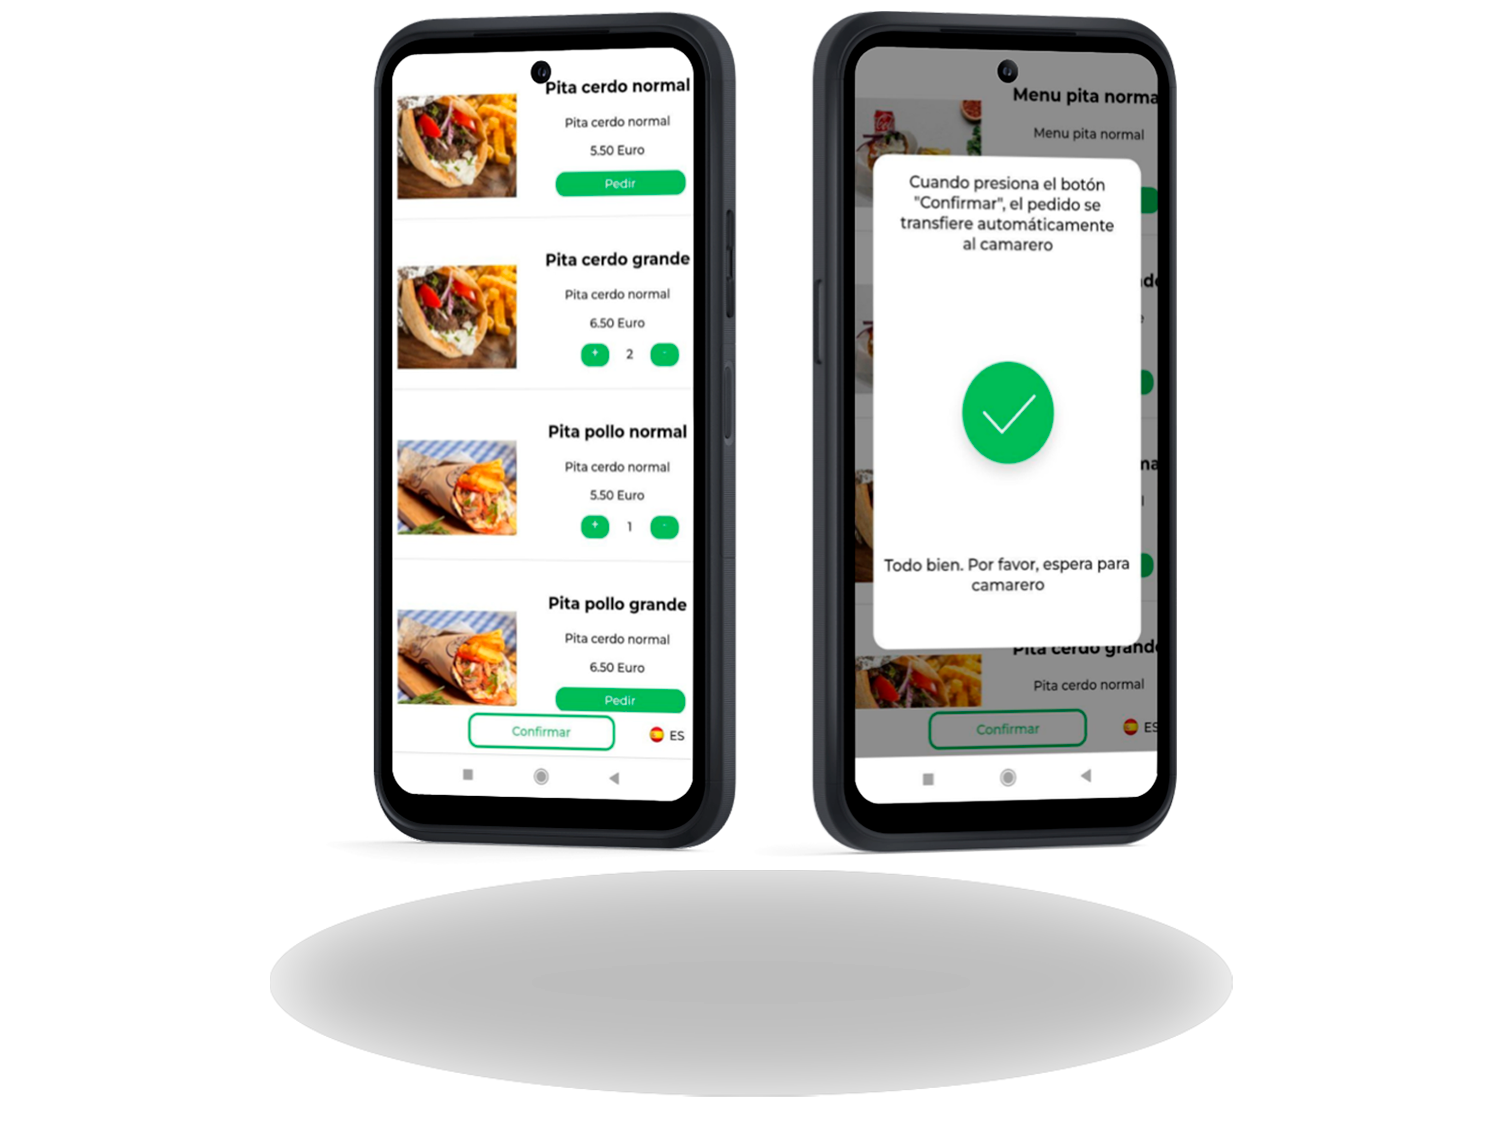 Pita cerdo normal
Pita cerdo normal
5.50 Euro
Pedir
Pita cerdo grande
Pita cerdo normal
6.50 Euro
+ 2 -
Pita pollo normal
Pita cerdo normal
5.50 Euro
+ 1 -
Pita pollo grande
Pita cerdo normal
6.50 Euro
Pedir
Confirmar
ES
Menu pita norma
Menu pita normal
Cuando presiona el botón
"Confirmar", el pedido se
transfiere automáticamente
al camarero
Todo bien. Por favor, espera para
camarero
Pita cerdo grande
Pita cerdo normal
Confirmar
ES